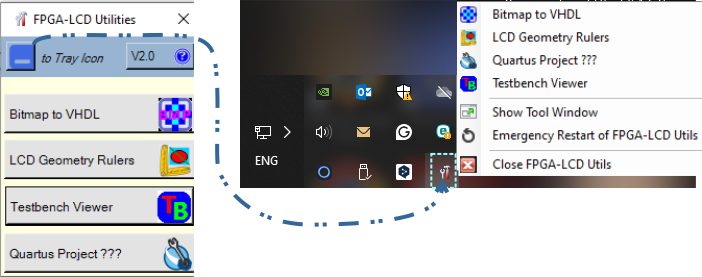 FPGA-LCD Utilities
to Tray Icon
V2.0
?
Bitmap to VHDL
LCD Geometry Rulers
Testbench Viewer
TB
Quartus Project ???
ENG
Bitmap to VHDL
LCD Geometry Rulers
Quartus Project ???
TB
Testbench Viewer
Show Tool Window
Emergency Restart of FPGA-LCD Utils
Close FPGA-LCD Utils